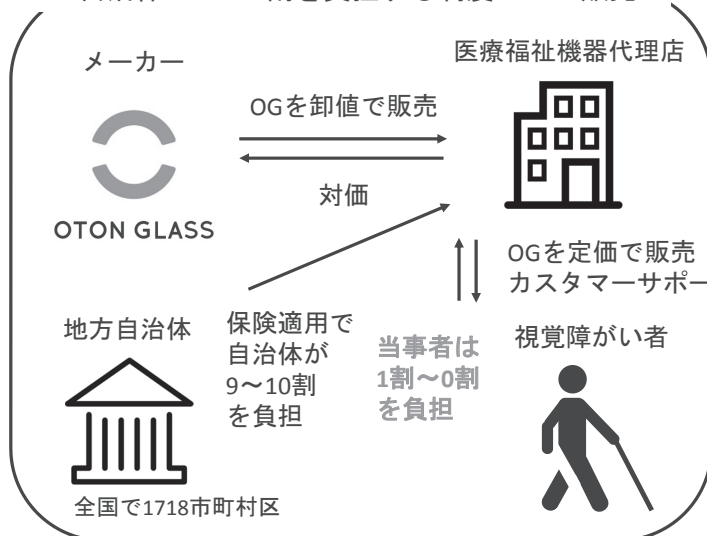 メーカー
医療福祉機器代理店
OGを卸値で販売
対価
OTON GLASS
OGを定価で販売
カスタマーサポー
地方自治体
保険適用で
自治体が
9〜10割
を負担
当事者は
1割〜0割
を負担
視覚障がい者
全国で1718市町村区